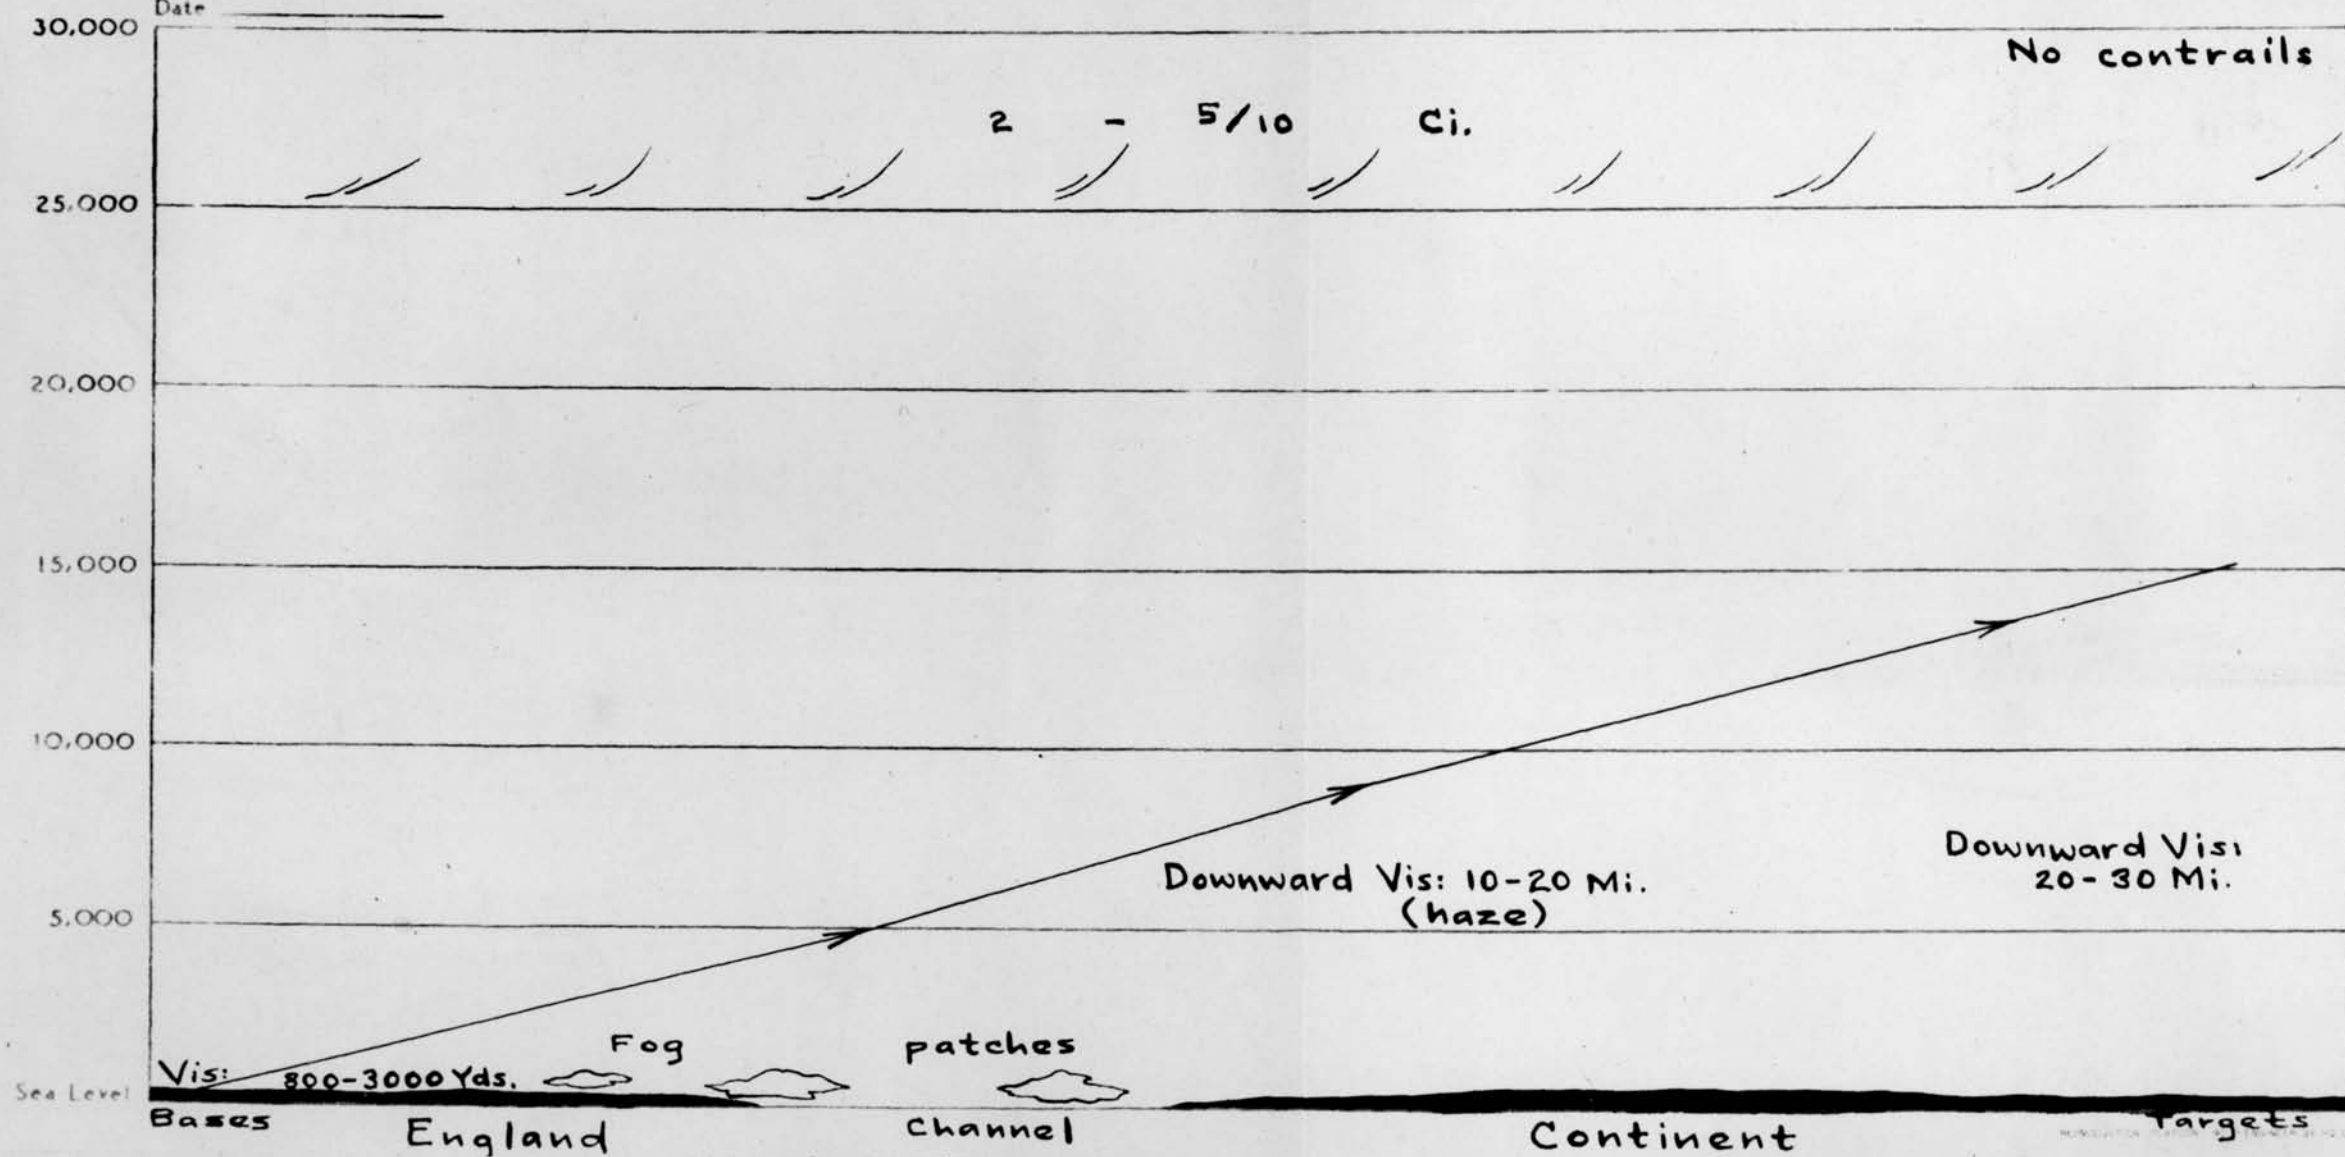 Date
30,000
No contrails
2 - 5/10 Ci.
25,000
20,000
15,000
10,000
Downward Vis:
20-30 Mi.
Downward Vis: 10-20 Mi.
(haze)
5,000
Fog patches
Vis: 800-3000 Yds.
Sea Level
Bases England Channel Continent Targets